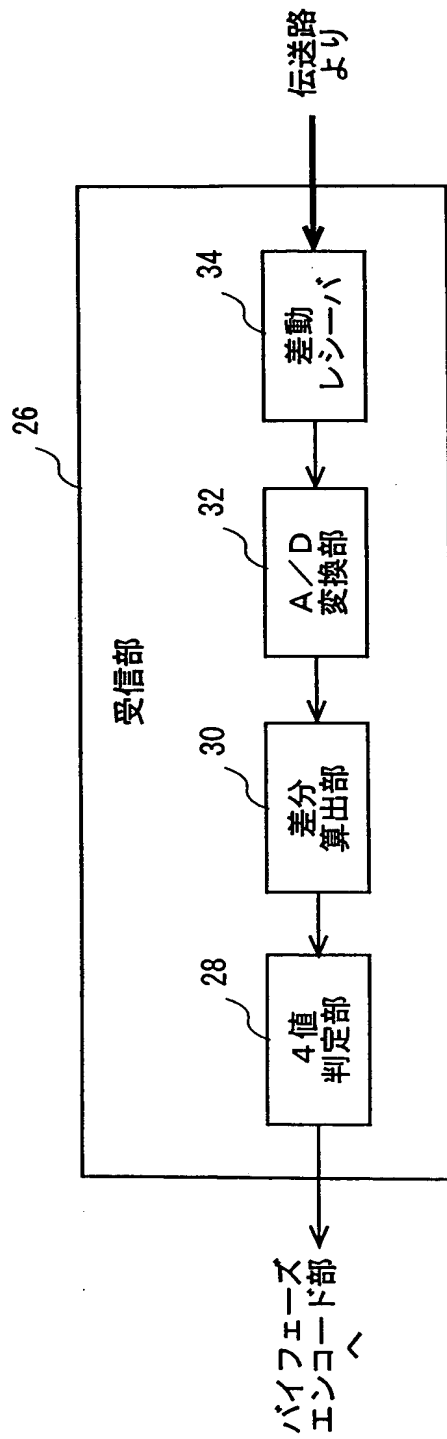 26
受信部
伝送路
より
34
差動
レシーバ
32
A／D
変換部
30
差分
算出部
28
4値
判定部
バイフェーズ
エンコード部
へ